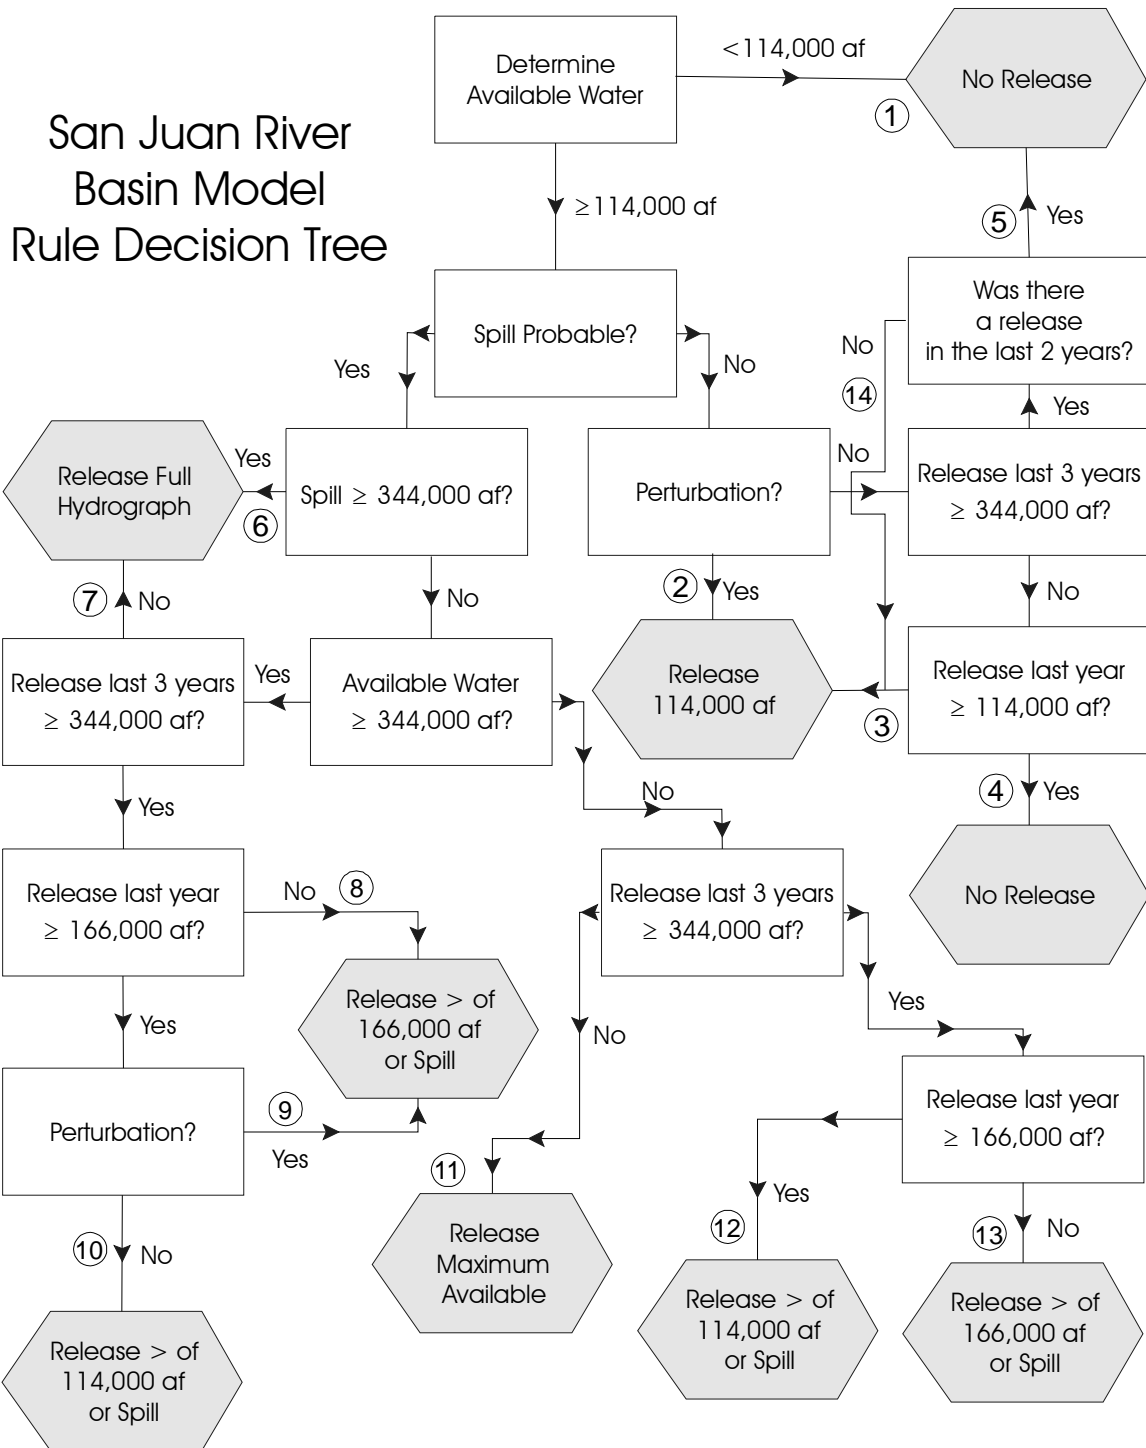 San Juan River
Basin Model
Rule Decision Tree
Determine
Available Water
<114,000 af
1
No Release
≥114,000 af
5
Yes
Spill Probable?
Yes
No
Was there
a release
in the last 2 years?
No
14
Yes
Release Full
Hydrograph
Yes
6
Spill ≥ 344,000 af?
Perturbation?
No
Release last 3 years
≥ 344,000 af?
7
No
No
2
Yes
No
Release last 3 years
≥ 344,000 af?
Yes
Available Water
≥ 344,000 af?
Release
114,000 af
3
Release last year
≥ 114,000 af?
Yes
No
4
Yes
Release last year
≥ 166,000 af?
No
8
Release last 3 years
≥ 344,000 af?
No Release
Yes
Release > of
166,000 af
or Spill
No
Yes
Perturbation?
9
Yes
Release last year
≥ 166,000 af?
10
No
11
Release
Maximum
Available
Yes
12
13
No
Release > of
114,000 af
or Spill
Release > of
114,000 af
or Spill
Release > of
166,000 af
or Spill